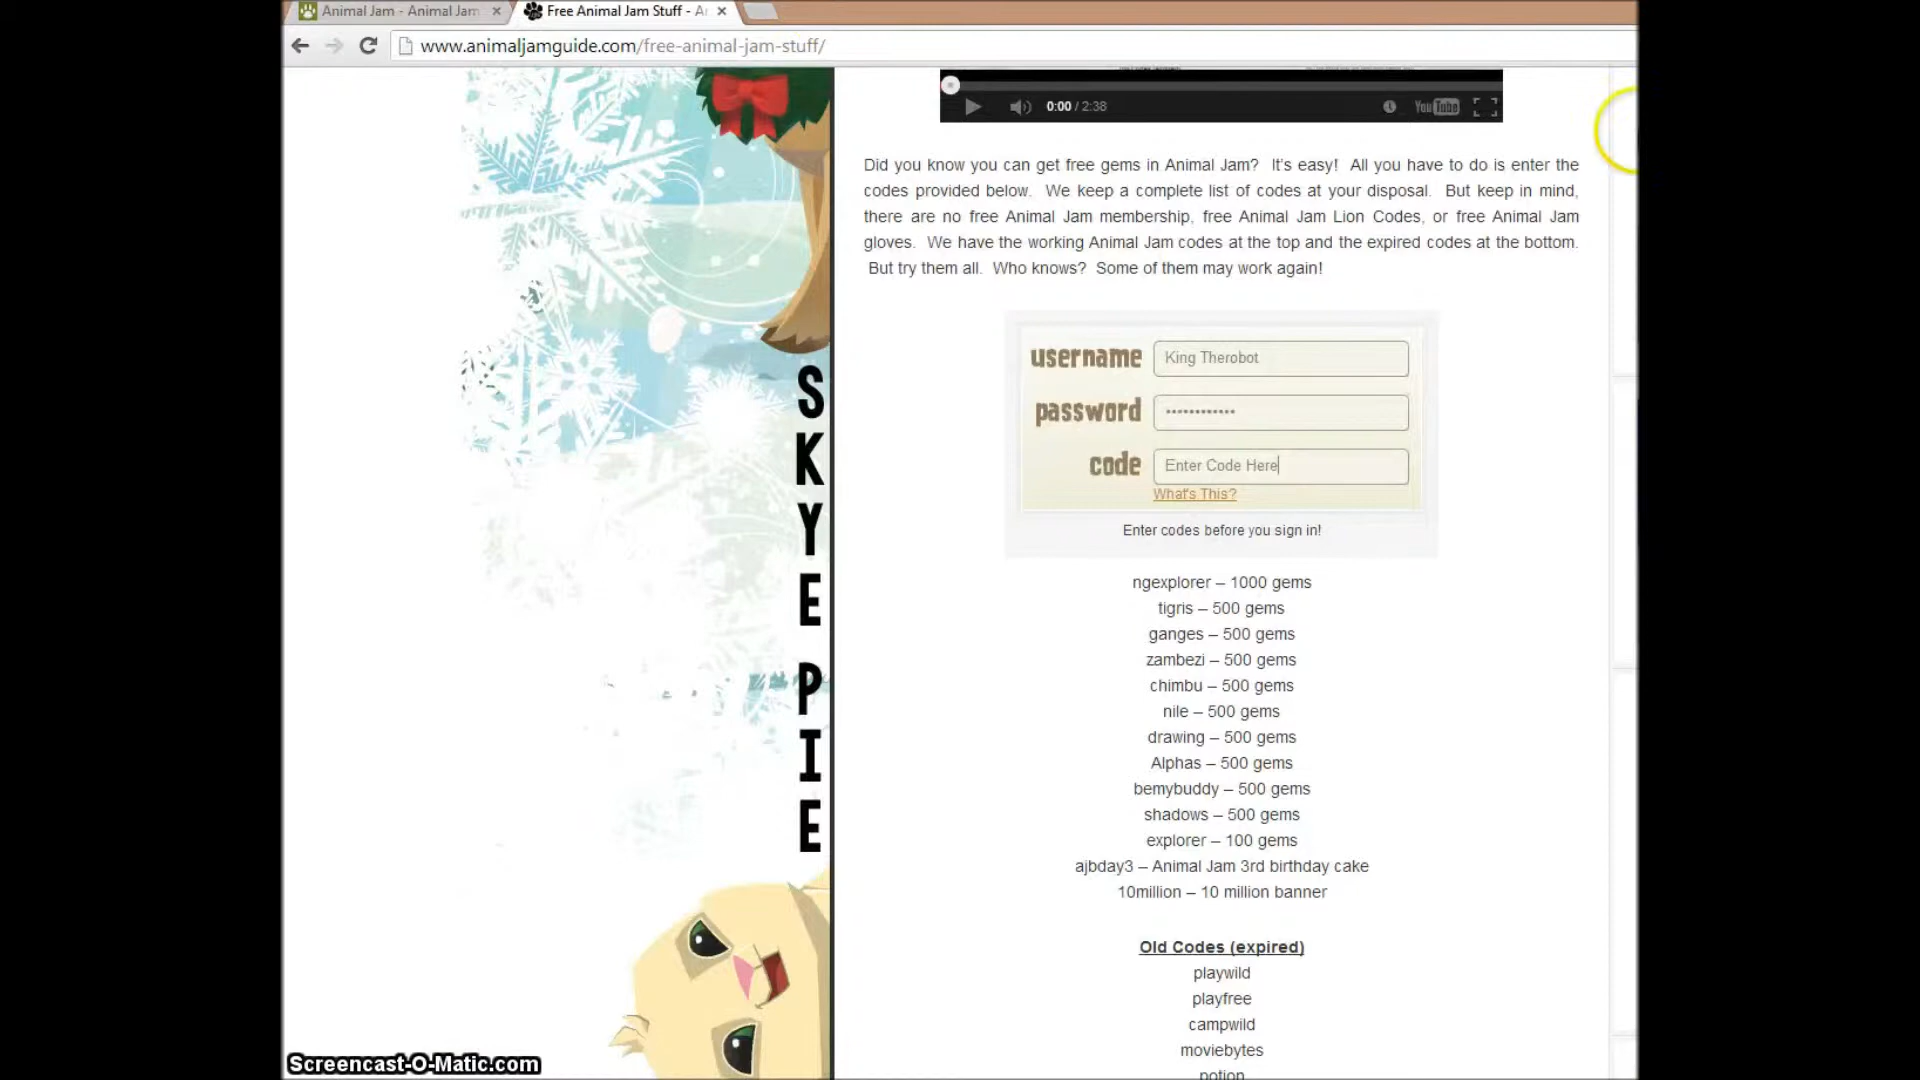 Animal Jam - Animal Jam
Free Animal Jam Stuff - A
www.animaljamguide.com/free-animal-jam-stuff/
0:00 / 2:38
YouTube
Did you know you can get free gems in Animal Jam? It's easy! All you have to do is enter the
codes provided below. We keep a complete list of codes at your disposal. But keep in mind,
there are no free Animal Jam membership, free Animal Jam Lion Codes, or free Animal Jam
gloves. We have the working Animal Jam codes at the top and the expired codes at the bottom.
But try them all. Who knows? Some of them may work again!
username King Therobot
password ••••••••••••
code Enter Code Here
What's This?
Enter codes before you sign in!
ngexplorer – 1000 gems
tigris – 500 gems
ganges – 500 gems
zambezi – 500 gems
chimbu – 500 gems
nile – 500 gems
drawing – 500 gems
Alphas – 500 gems
bemybuddy – 500 gems
shadows – 500 gems
explorer – 100 gems
ajbday3 – Animal Jam 3rd birthday cake
10million – 10 million banner
Old Codes (expired)
playwild
playfree
campwild
moviebytes
potion
SKYE PIE
Screencast-O-Matic.com